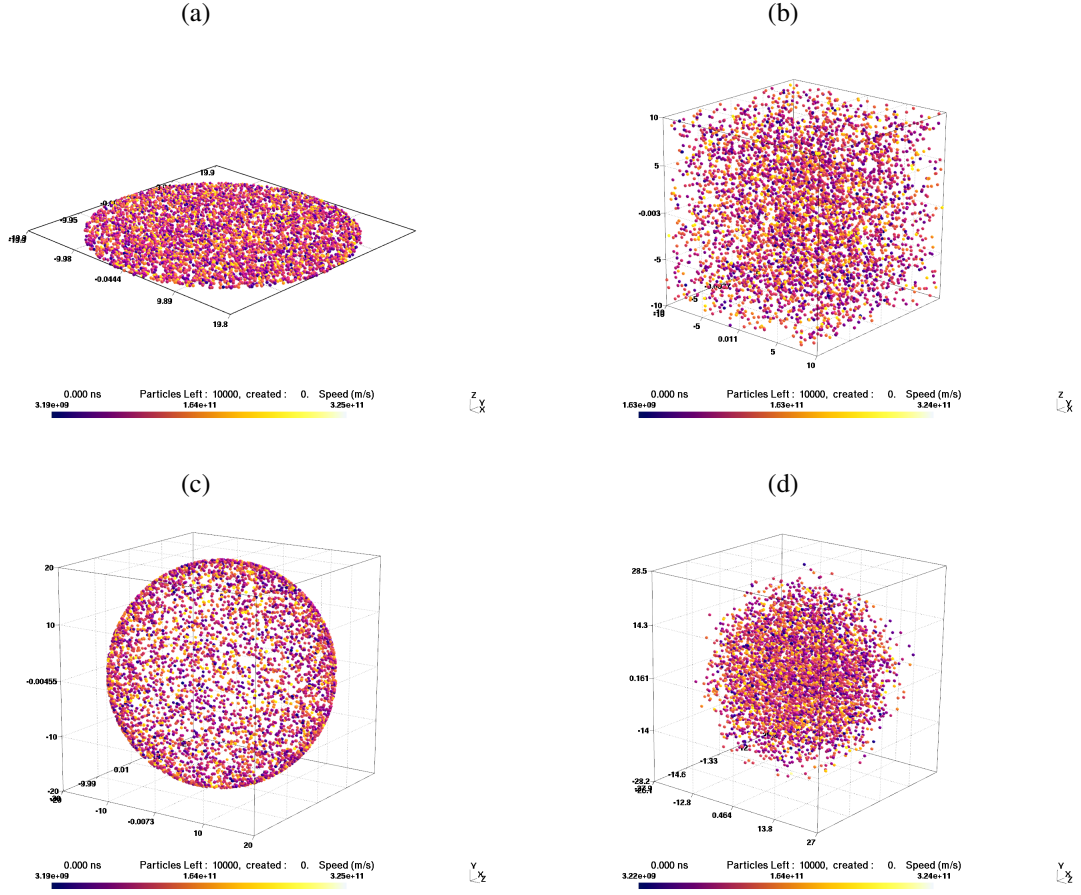 (a)
(b)
19.9
-9.95
-9.98
-0.0444
9.89
19.8
10
5
-0.003
-5
-10
-5
-5
0.011
5
10
0.000 ns Particles Left : 10000, created : 0. Speed (m/s)
3.19e+09 1.64e+11 3.25e+11
Z
Y
X
0.000 ns Particles Left : 10000, created : 0. Speed (m/s)
1.63e+09 1.63e+11 3.24e+11
Z
Y
X
(c)
(d)
20
10
-0.00455
-10
-20
0.01
-9.99
-10
-0.0073
10
20
28.5
14.3
0.161
-14
-28.2
-1.33
-14.6
-12.8
0.464
13.8
27
0.000 ns Particles Left : 10000, created : 0. Speed (m/s)
3.19e+09 1.64e+11 3.25e+11
Y
X
Z
0.000 ns Particles Left : 10000, created : 0. Speed (m/s)
3.22e+09 1.64e+11 3.24e+11
Y
X
Z